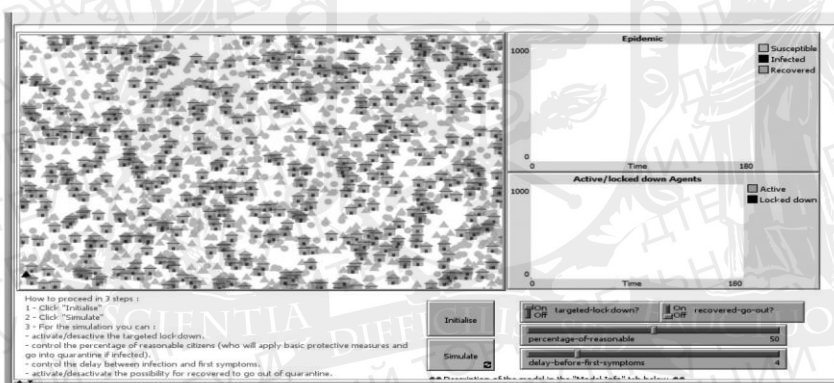 Epidemic
1000
Susceptible
Infected
Recovered
0
0
Time
180
Active/locked down Agents
1000
Active
Locked down
0
0
Time
180
How to proceed in 3 steps :
1 - Click "Initialise"
2 - Click "Simulate"
3 - For the simulation you can :
- activate/desactive the targeted lockdown.
- control the percentage of reasonable citizens (who will apply basic protective measures and
go into quarantine if infected).
- control the delay between infection and first symptoms.
- activate/desactivate the possibility for recovered to go out of quarantine.
Initialise
Simulate
On
Off
targeted-lockdown?
On
Off
recovered-go-out?
percentage-of-reasonable
50
delay-before-first-symptoms
4
SCIENTIA